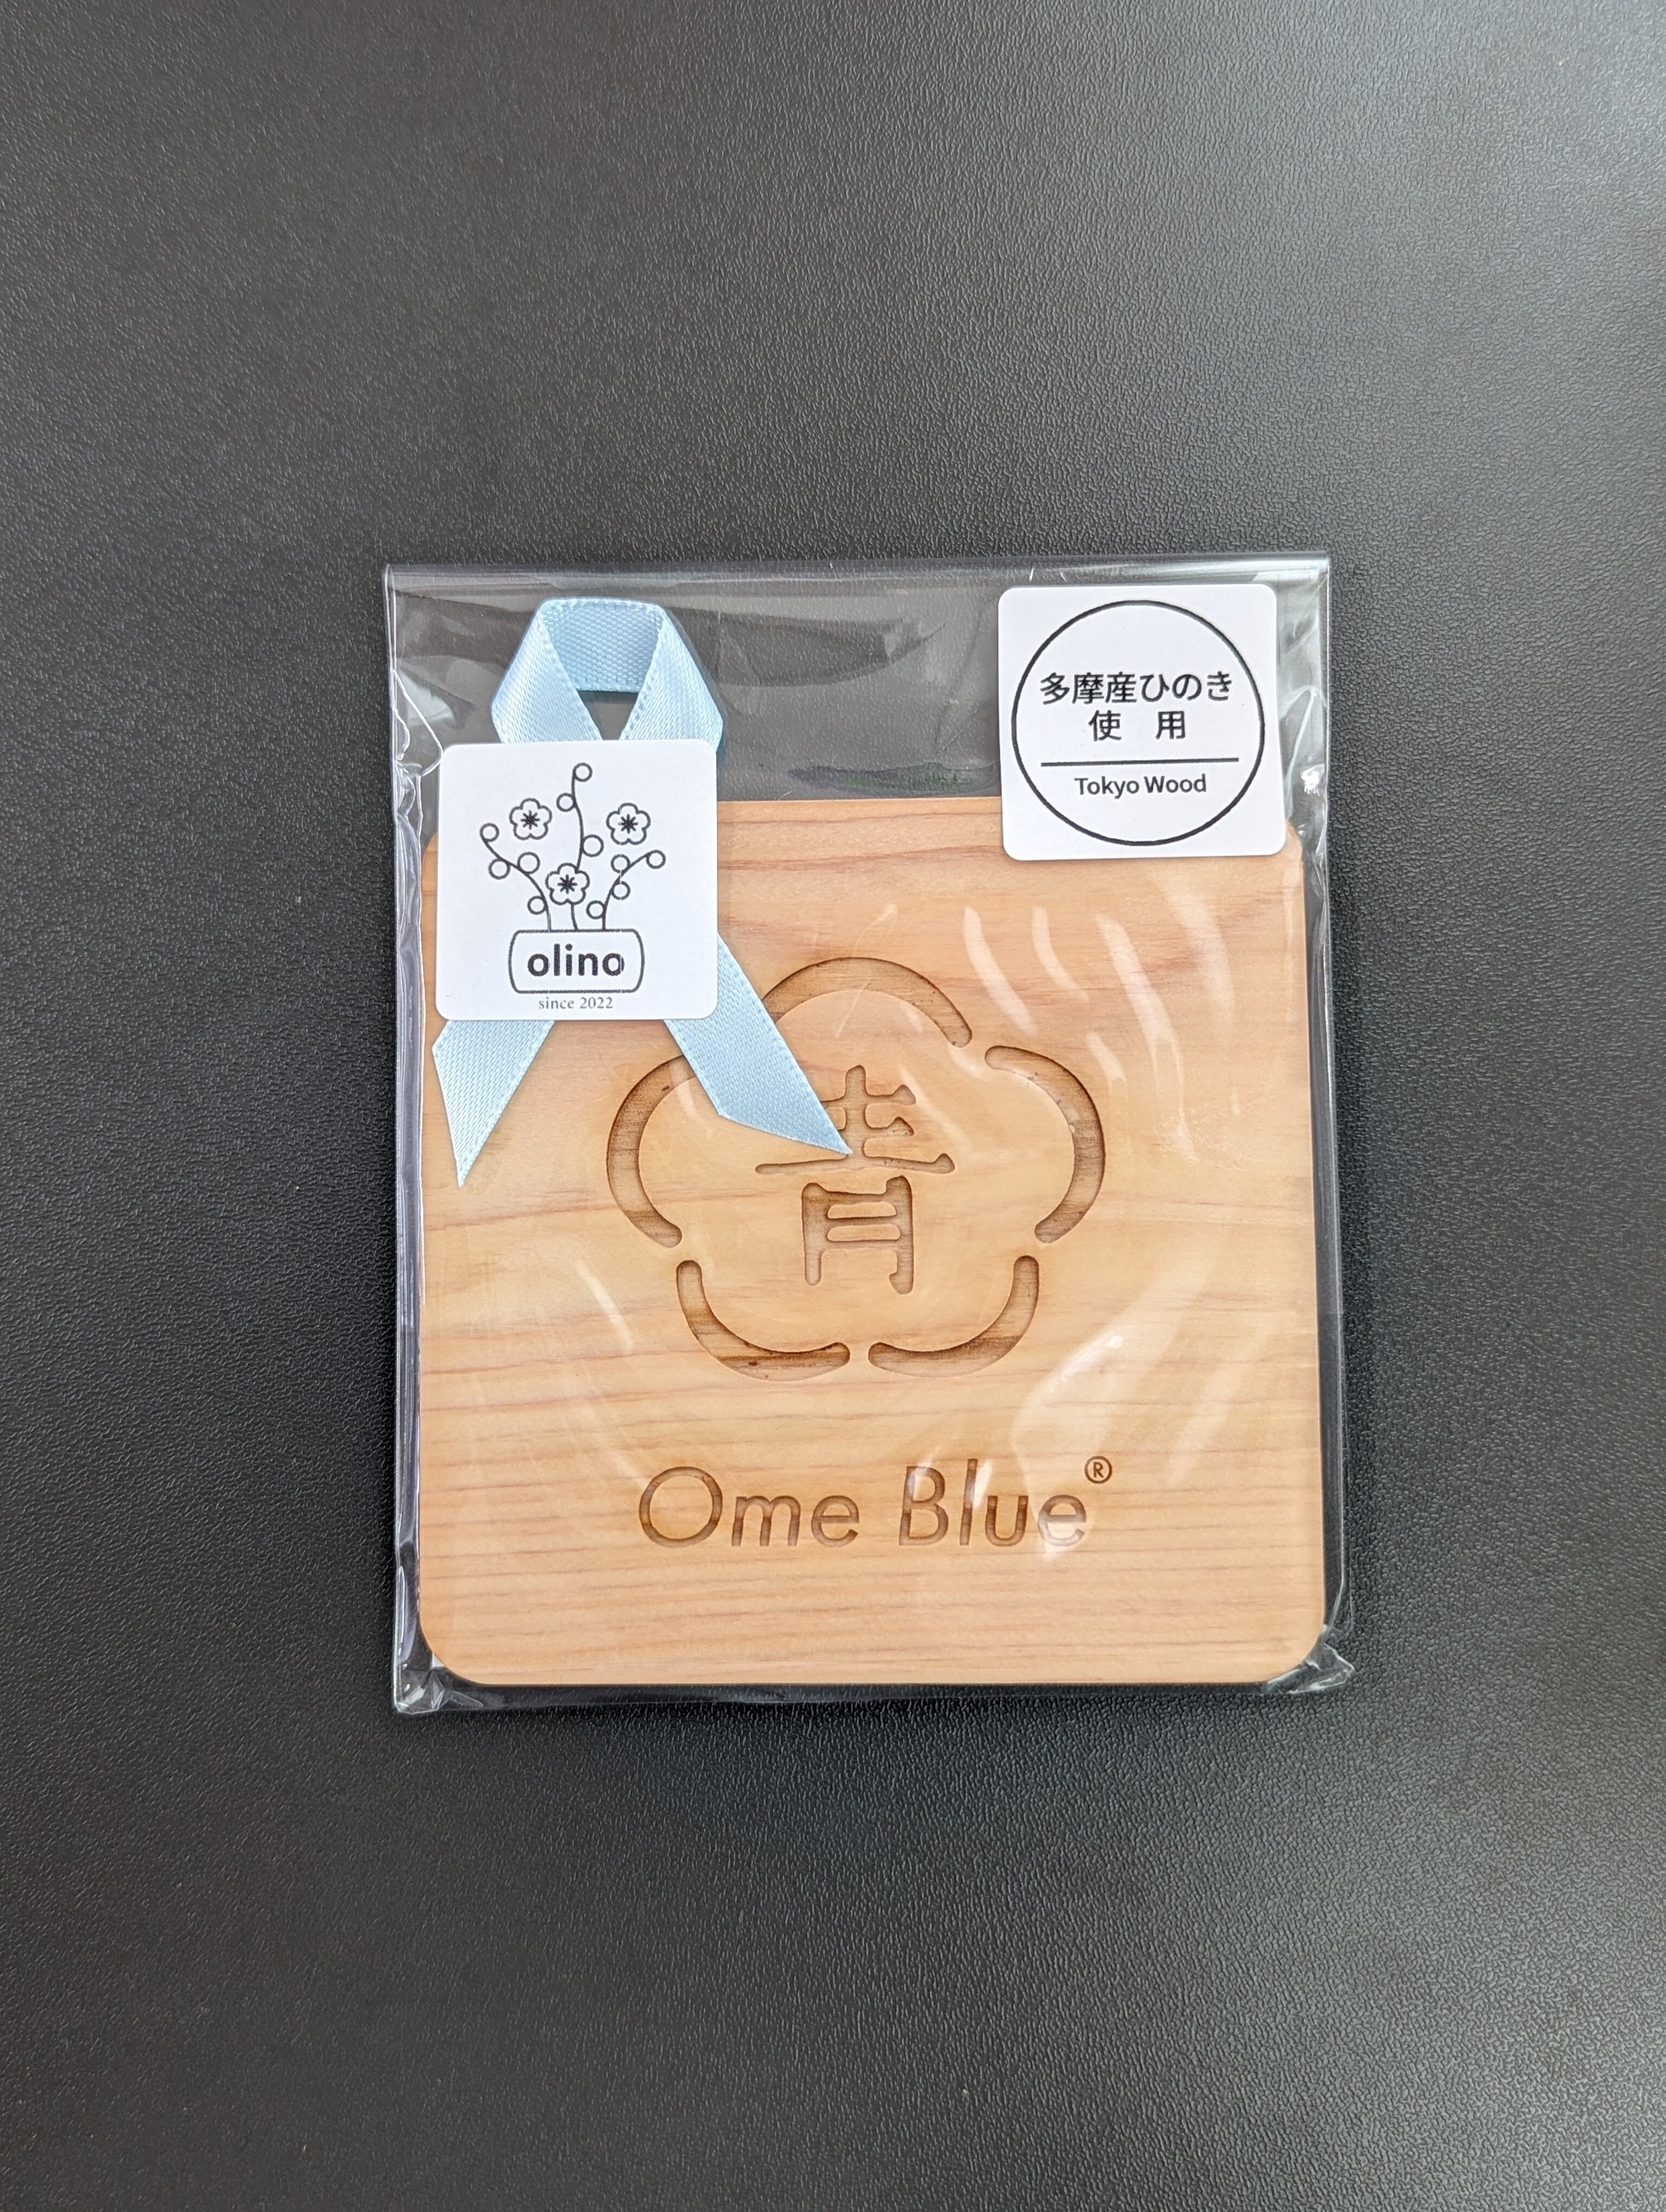 多摩産ひのき
使　用
Tokyo Wood
olino
since 2022
青
Ome Blue®